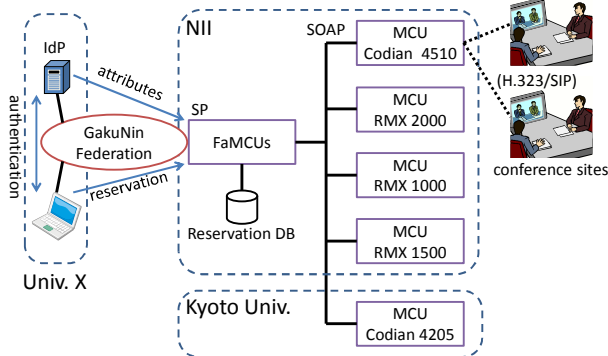 IdP
attributes
authentication
GakuNin
Federation
reservation
Univ. X
NII
SP
FaMCUs
Reservation DB
SOAP
MCU
Codian 4510
MCU
RMX 2000
MCU
RMX 1000
MCU
RMX 1500
Kyoto Univ.
MCU
Codian 4205
(H.323/SIP)
conference sites